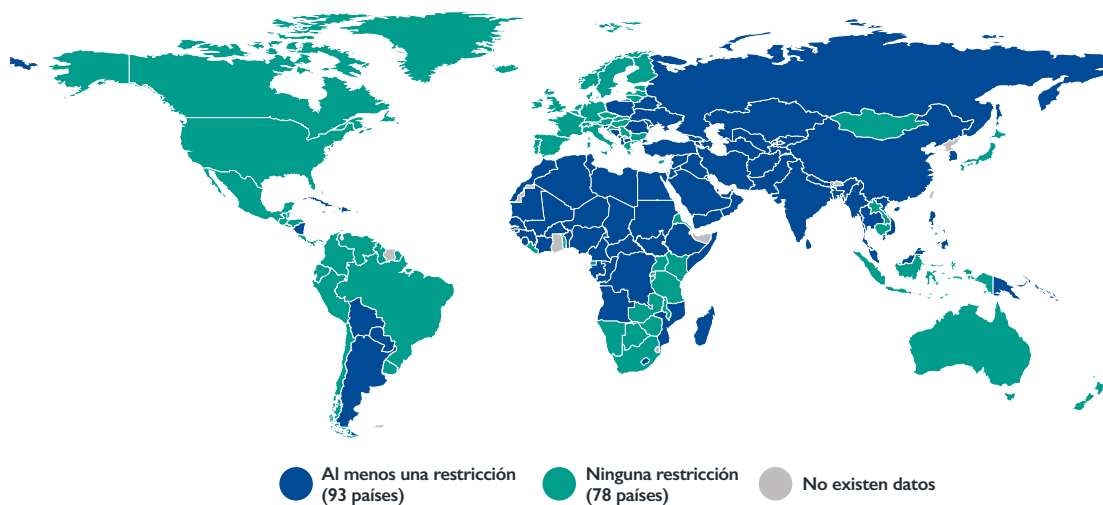 Al menos una restricción
(93 países)
Ninguna restricción
(78 países)
No existen datos